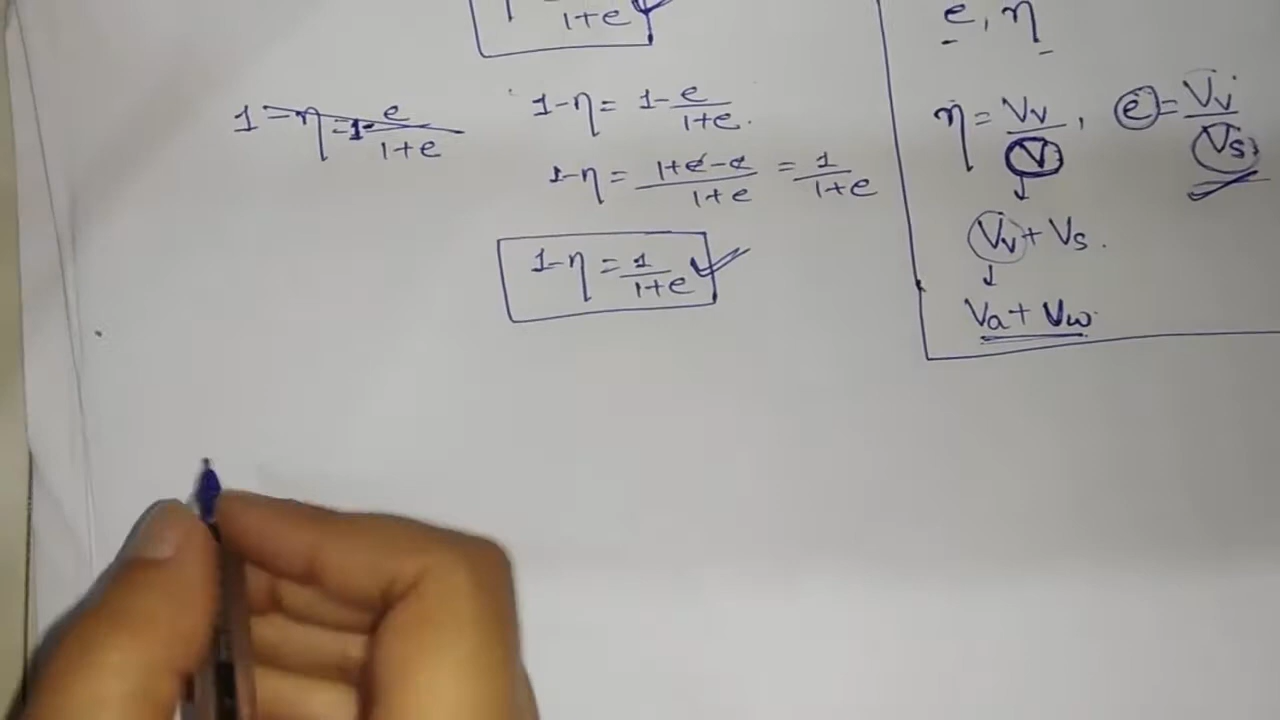 η = e/1+e
1-η = 1-e/1+e
1-η = 1-e/1+e.
1-η = 1+e-e/1+e = 1/1+e
1-η = 1/1+e
e, η
η = Vv/V, e = Vv/Vs
Vv + Vs.
Va + Vw.